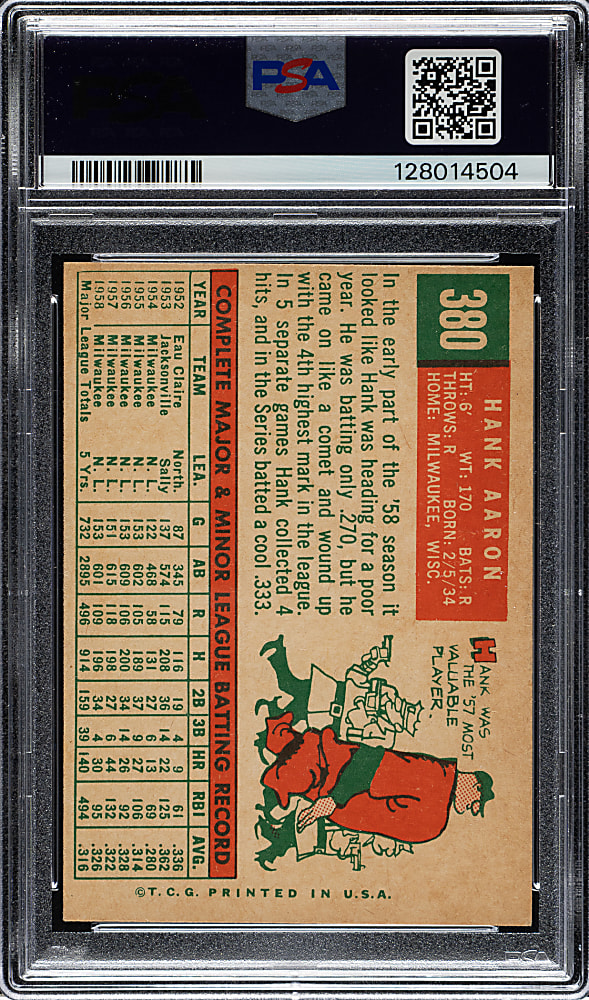 PSA
128014504
380
HANK AARON
HT: 6' WT: 170 BATS: R
THROWS: R BORN: 2/5/34
HOME: MILWAUKEE, WISC.
In the early part of the '58 season it
looked like Hank was heading for a poor
year. He was batting only .270, but he
came on like a comet and wound up
with the 4th highest mark in the league.
In 5 separate games Hank collected 4
hits, and in the Series batted a cool .333.
HANK WAS
THE '57 MOST
VALUABLE
PLAYER.
COMPLETE MAJOR & MINOR LEAGUE BATTING RECORD
YEAR TEAM LEA. G AB R H 2B 3B HR RBI AVG.
1952 Eau Claire North. 87 345 79 116 19 4 9 61 .336
1953 Jacksonville Sally 137 574 115 208 36 14 22 125 .362
1954 Milwaukee N. L. 122 468 58 131 27 6 13 69 .280
1955 Milwaukee N. L. 153 602 105 189 37 9 27 106 .314
1956 Milwaukee N. L. 153 609 106 200 34 14 26 92 .328
1957 Milwaukee N. L. 151 615 118 198 27 6 44 132 .322
1958 Milwaukee N. L. 153 601 109 196 34 4 30 95 .326
Major League Totals 5 Yrs. 732 2895 496 914 159 39 140 494 .316
© T.C.G. PRINTED IN U.S.A.
PSA